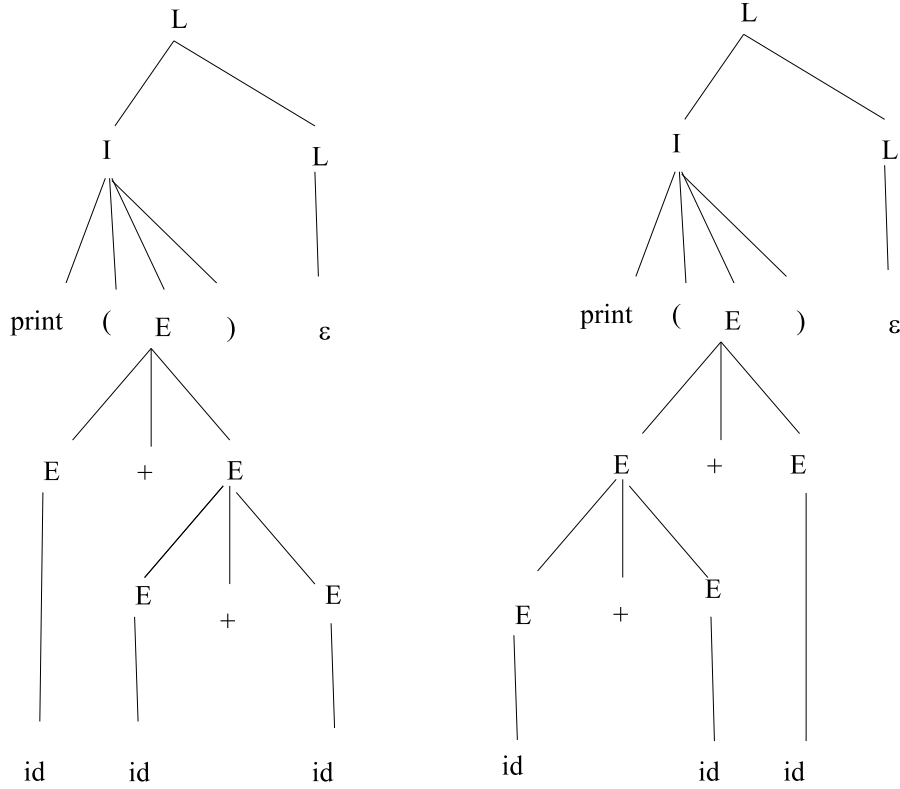 L L
I L I L
print ( E ) ε print ( E ) ε
E + E E + E
E + E E + E
id id id id id id